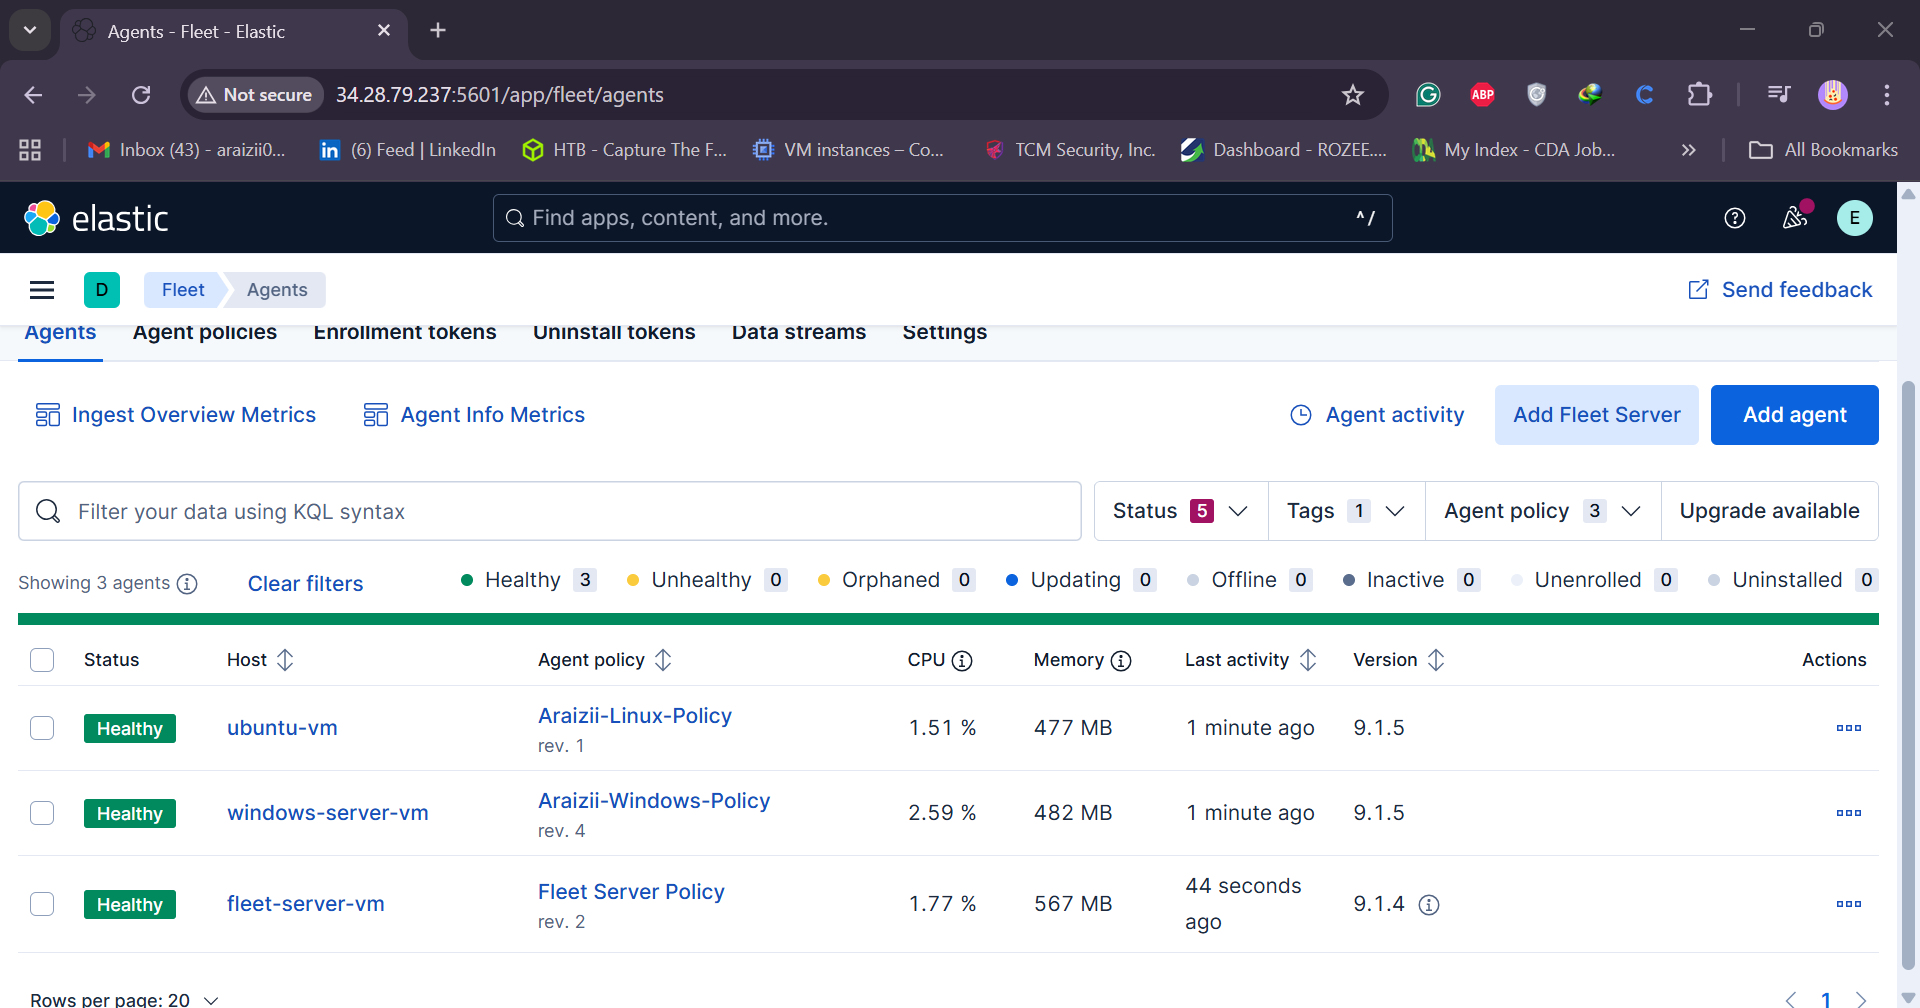 Agents - Fleet - Elastic
Not secure 34.28.79.237:5601/app/fleet/agents
ABP
Inbox (43) - araizii0... (6) Feed | LinkedIn HTB - Capture The F... VM instances – Co... TCM Security, Inc. Dashboard - ROZEE.... My Index - CDA Job... » All Bookmarks
elastic Find apps, content, and more. ^ / E
D Fleet Agents Send feedback
Agents Agent policies Enrollment tokens Uninstall tokens Data streams Settings
Ingest Overview Metrics Agent Info Metrics Agent activity Add Fleet Server Add agent
Filter your data using KQL syntax Status 5 Tags 1 Agent policy 3 Upgrade available
Showing 3 agents Clear filters Healthy 3 Unhealthy 0 Orphaned 0 Updating 0 Offline 0 Inactive 0 Unenrolled 0 Uninstalled 0
Status Host Agent policy CPU Memory Last activity Version Actions
Healthy ubuntu-vm Araizii-Linux-Policy 1.51 % 477 MB 1 minute ago 9.1.5
rev. 1
Healthy windows-server-vm Araizii-Windows-Policy 2.59 % 482 MB 1 minute ago 9.1.5
rev. 4
Healthy fleet-server-vm Fleet Server Policy 1.77 % 567 MB 44 seconds ago 9.1.4
rev. 2
Rows per page: 20 1